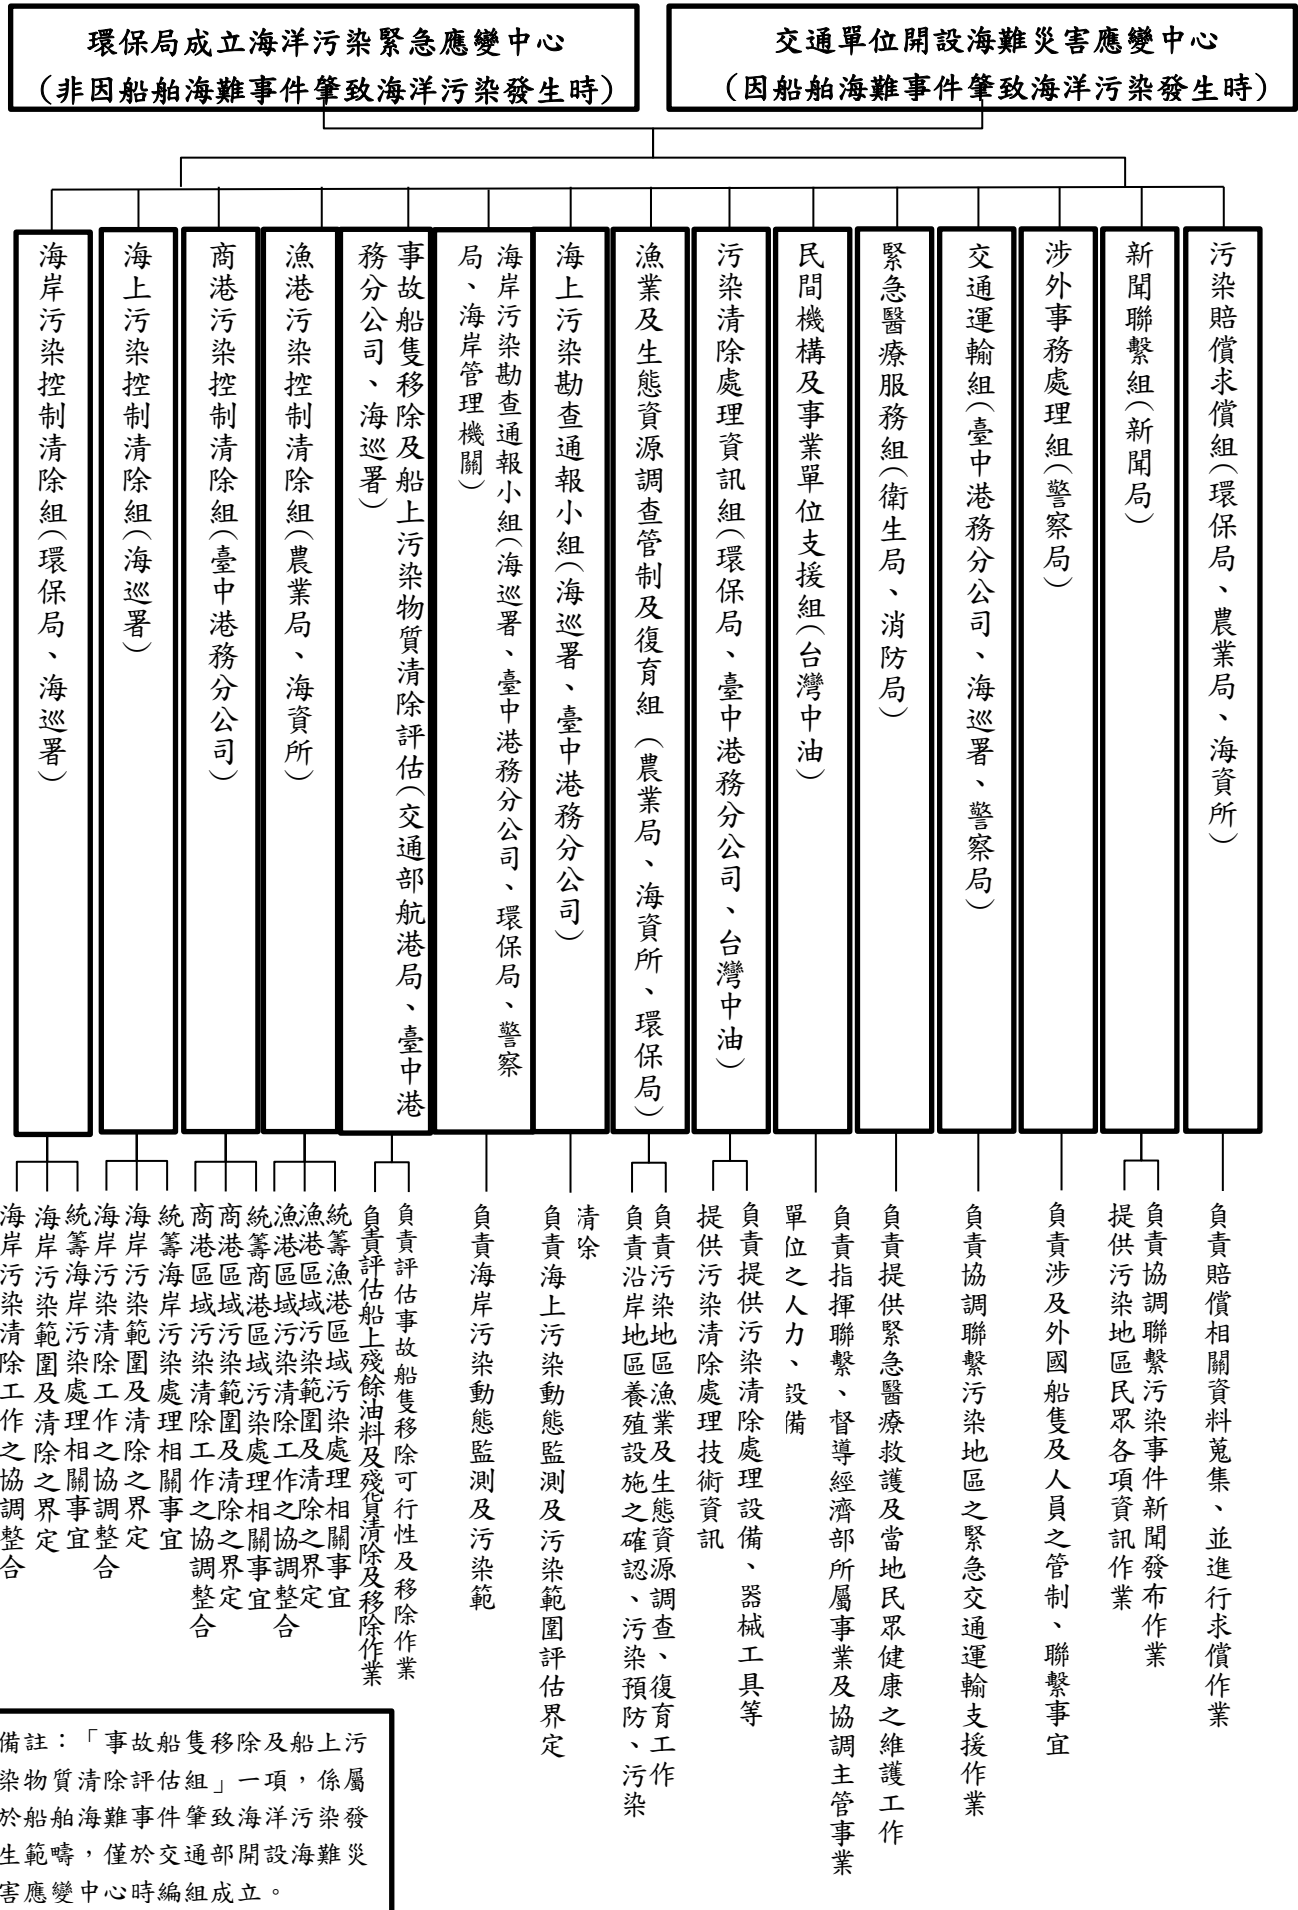 環保局成立海洋污染緊急應變中心
(非因船舶海難事件肇致海洋污染發生時)
交通單位開設海難災害應變中心
(因船舶海難事件肇致海洋污染發生時)
污染賠償求償組(環保局、農業局、海資所)
新聞聯繫組(新聞局)
涉外事務處理組(警察局)
交通運輸組(臺中港務分公司、海巡署、警察局)
緊急醫療服務組(衛生局、消防局)
民間機構及事業單位支援組(台灣中油)
污染清除處理資訊組(環保局、臺中港務分公司、台灣中油)
漁業及生態資源調查管制及復育組(農業局、海資所、環保局)
海上污染勘查通報小組(海巡署、臺中港務分公司)
海岸污染勘查通報小組(海巡署、臺中港務分公司、環保局、警察
局、海岸管理機關)
事故船隻移除及船上污染物質清除評估(交通部航港局、臺中港
務分公司、海巡署)
漁港污染控制清除組(農業局、海資所)
商港污染控制清除組(臺中港務分公司)
海上污染控制清除組(海巡署)
海岸污染控制清除組(環保局、海巡署)
負責賠償相關資料蒐集、並進行求償作業
負責協調聯繫污染事件新聞發布作業
提供污染地區民眾各項資訊作業
負責涉及外國船隻及人員之管制、聯繫事宜
負責協調聯繫污染地區之緊急交通運輸支援作業
負責提供緊急醫療救護及當地民眾健康之維護工作
負責指揮聯繫、督導經濟部所屬事業及協調主管事業
單位之人力、設備
負責提供污染清除處理設備、器械工具等
提供污染清除處理技術資訊
負責污染地區漁業及生態資源調查、復育工作
負責沿岸地區養殖設施之確認、污染預防、污染
清除
負責海上污染動態監測及污染範圍評估界定
負責海岸污染動態監測及污染範
負責評估事故船隻移除可行性及移除作業
負責評估船上殘餘油料及殘貨清除及移除作業
統籌漁港區域污染處理相關事宜
漁港區域污染範圍及清除之界定
漁港區域污染清除工作之協調整合
統籌商港區域污染處理相關事宜
商港區域污染範圍及清除之界定
商港區域污染清除工作之協調整合
統籌海岸污染處理相關事宜
海岸污染範圍及清除之界定
海岸污染清除工作之協調整合
統籌海岸污染處理相關事宜
海岸污染範圍及清除之界定
海岸污染清除工作之協調整合
備註：「事故船隻移除及船上污
染物質清除評估組」一項，係屬
於船舶海難事件肇致海洋污染發
生範疇，僅於交通部開設海難災
害應變中心時編組成立。